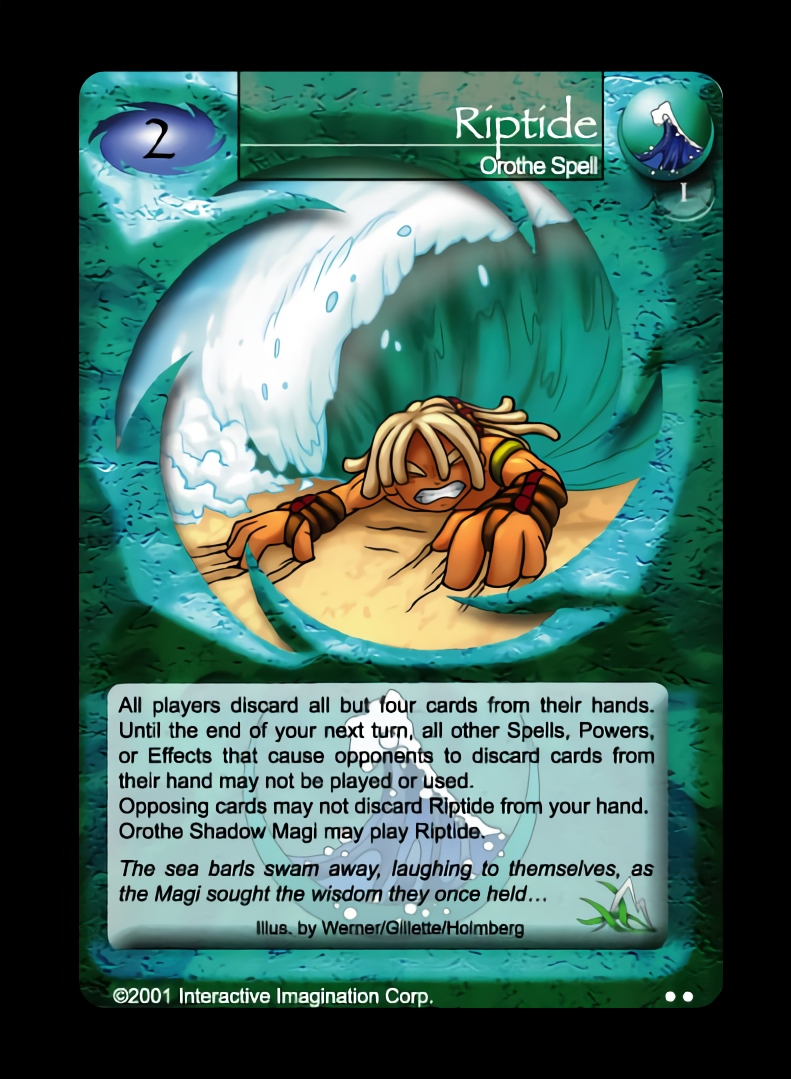 2
Riptide
Orothe Spell
I
All players discard all but four cards from their hands.
Until the end of your next turn, all other Spells, Powers,
or Effects that cause opponents to discard cards from
their hand may not be played or used.
Opposing cards may not discard Riptide from your hand.
Orothe Shadow Magi may play Riptide.
The sea barls swam away, laughing to themselves, as
the Magi sought the wisdom they once held...
Illus. by Werner/Gillette/Holmberg
©2001 Interactive Imagination Corp.